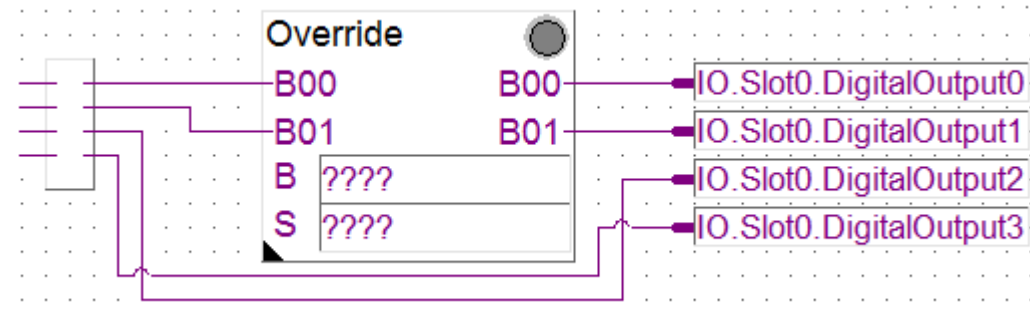 Override
B00 B00 IO.Slot0.DigitalOutput0
B01 B01 IO.Slot0.DigitalOutput1
B ???? IO.Slot0.DigitalOutput2
S ???? IO.Slot0.DigitalOutput3